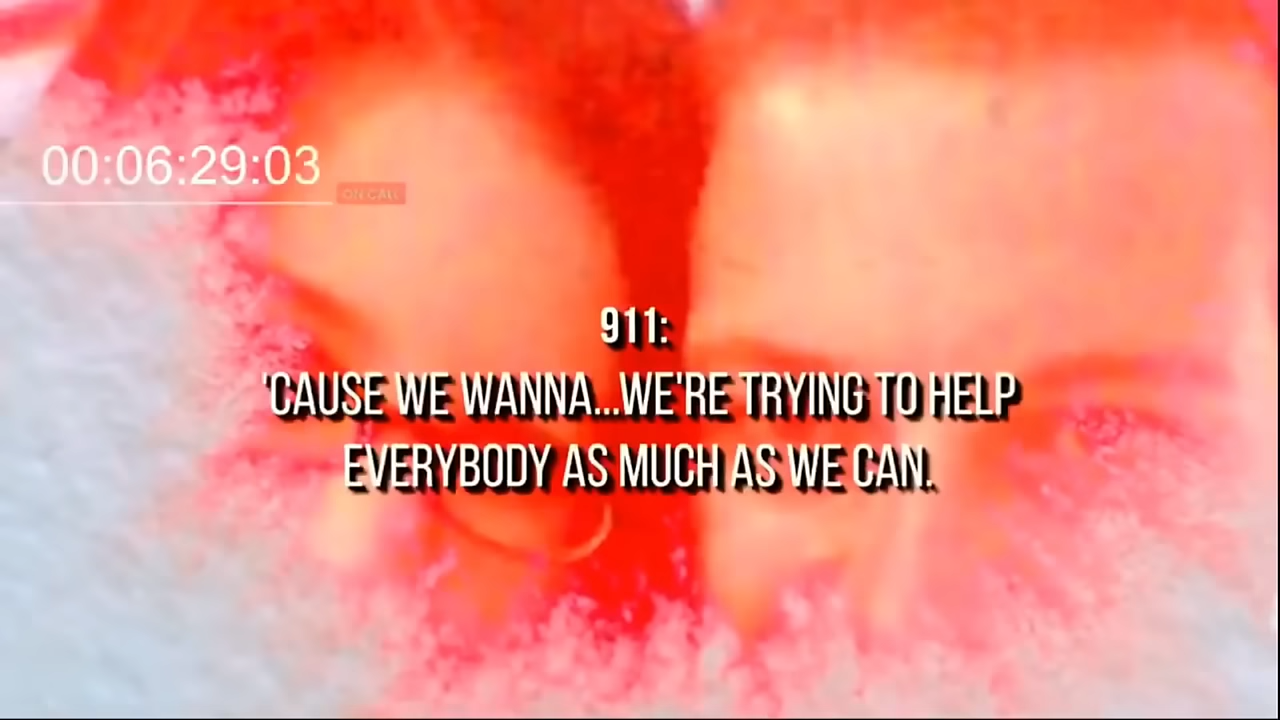 00:06:29:03
ON CALL
911:
'CAUSE WE WANNA...WE'RE TRYING TO HELP
EVERYBODY AS MUCH AS WE CAN.